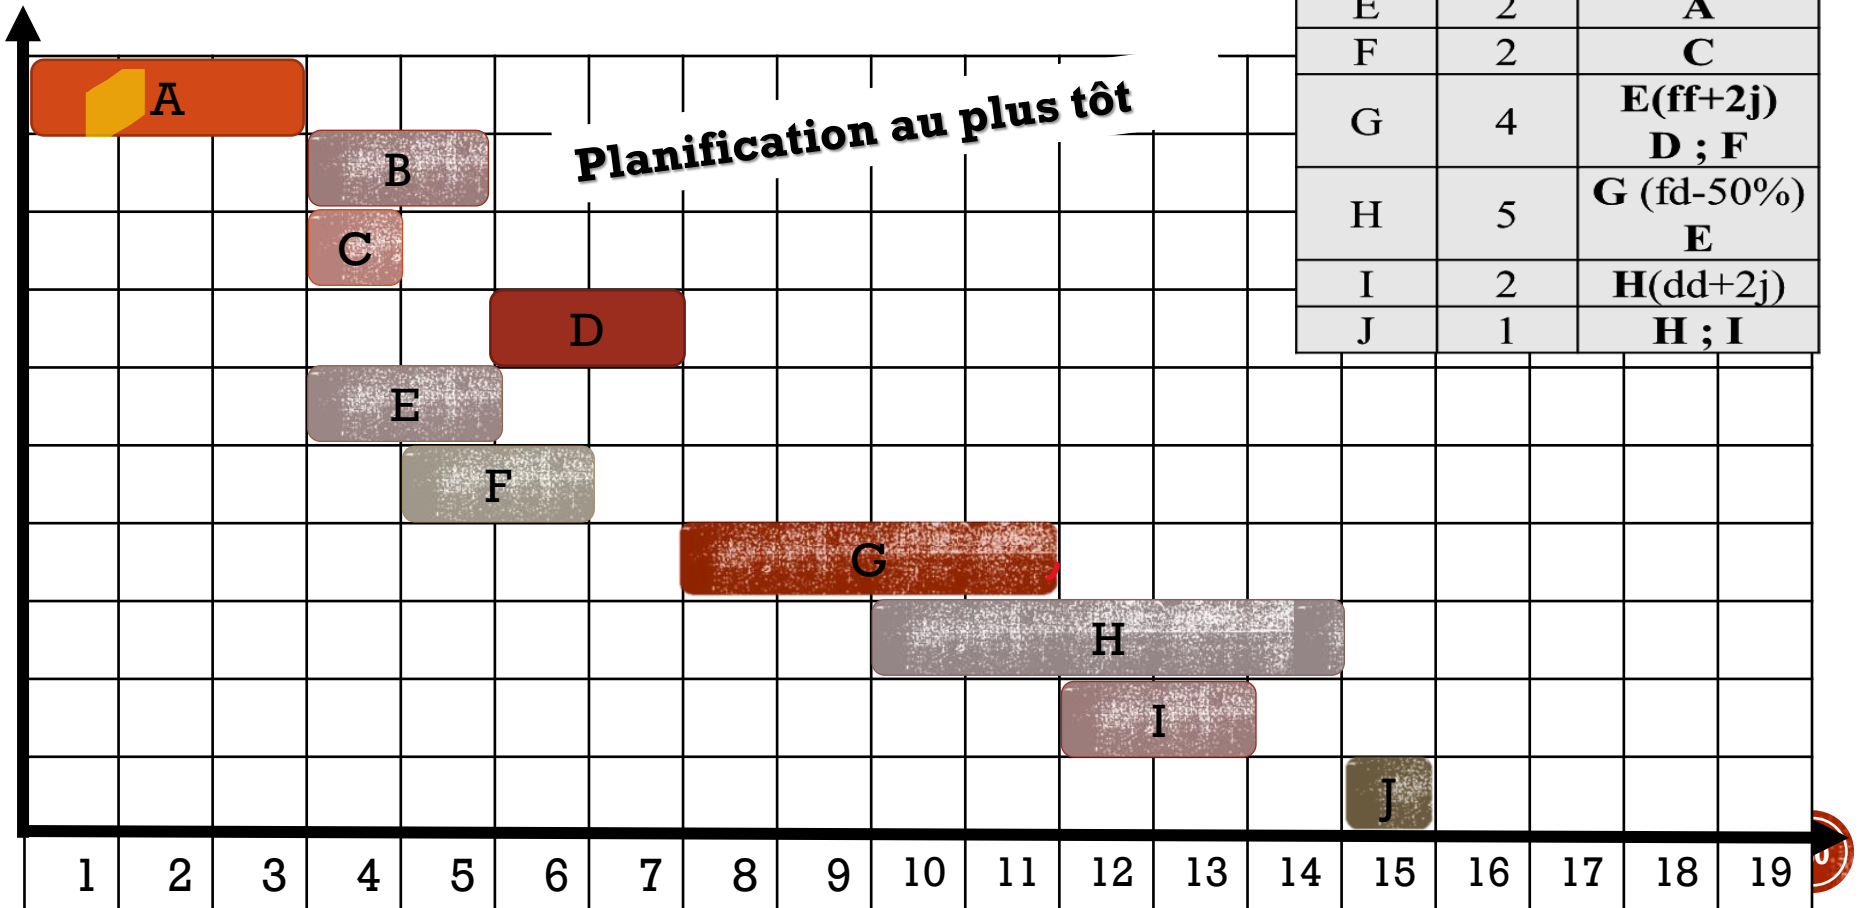 E 2 A
F 2 C
G 4 E(ff+2j)
D ; F
H 5 G (fd-50%)
E
I 2 H(dd+2j)
J 1 H ; I
Planification au plus tôt
A
B
C
D
E
F
G
H
I
J
1 2 3 4 5 6 7 8 9 10 11 12 13 14 15 16 17 18 19